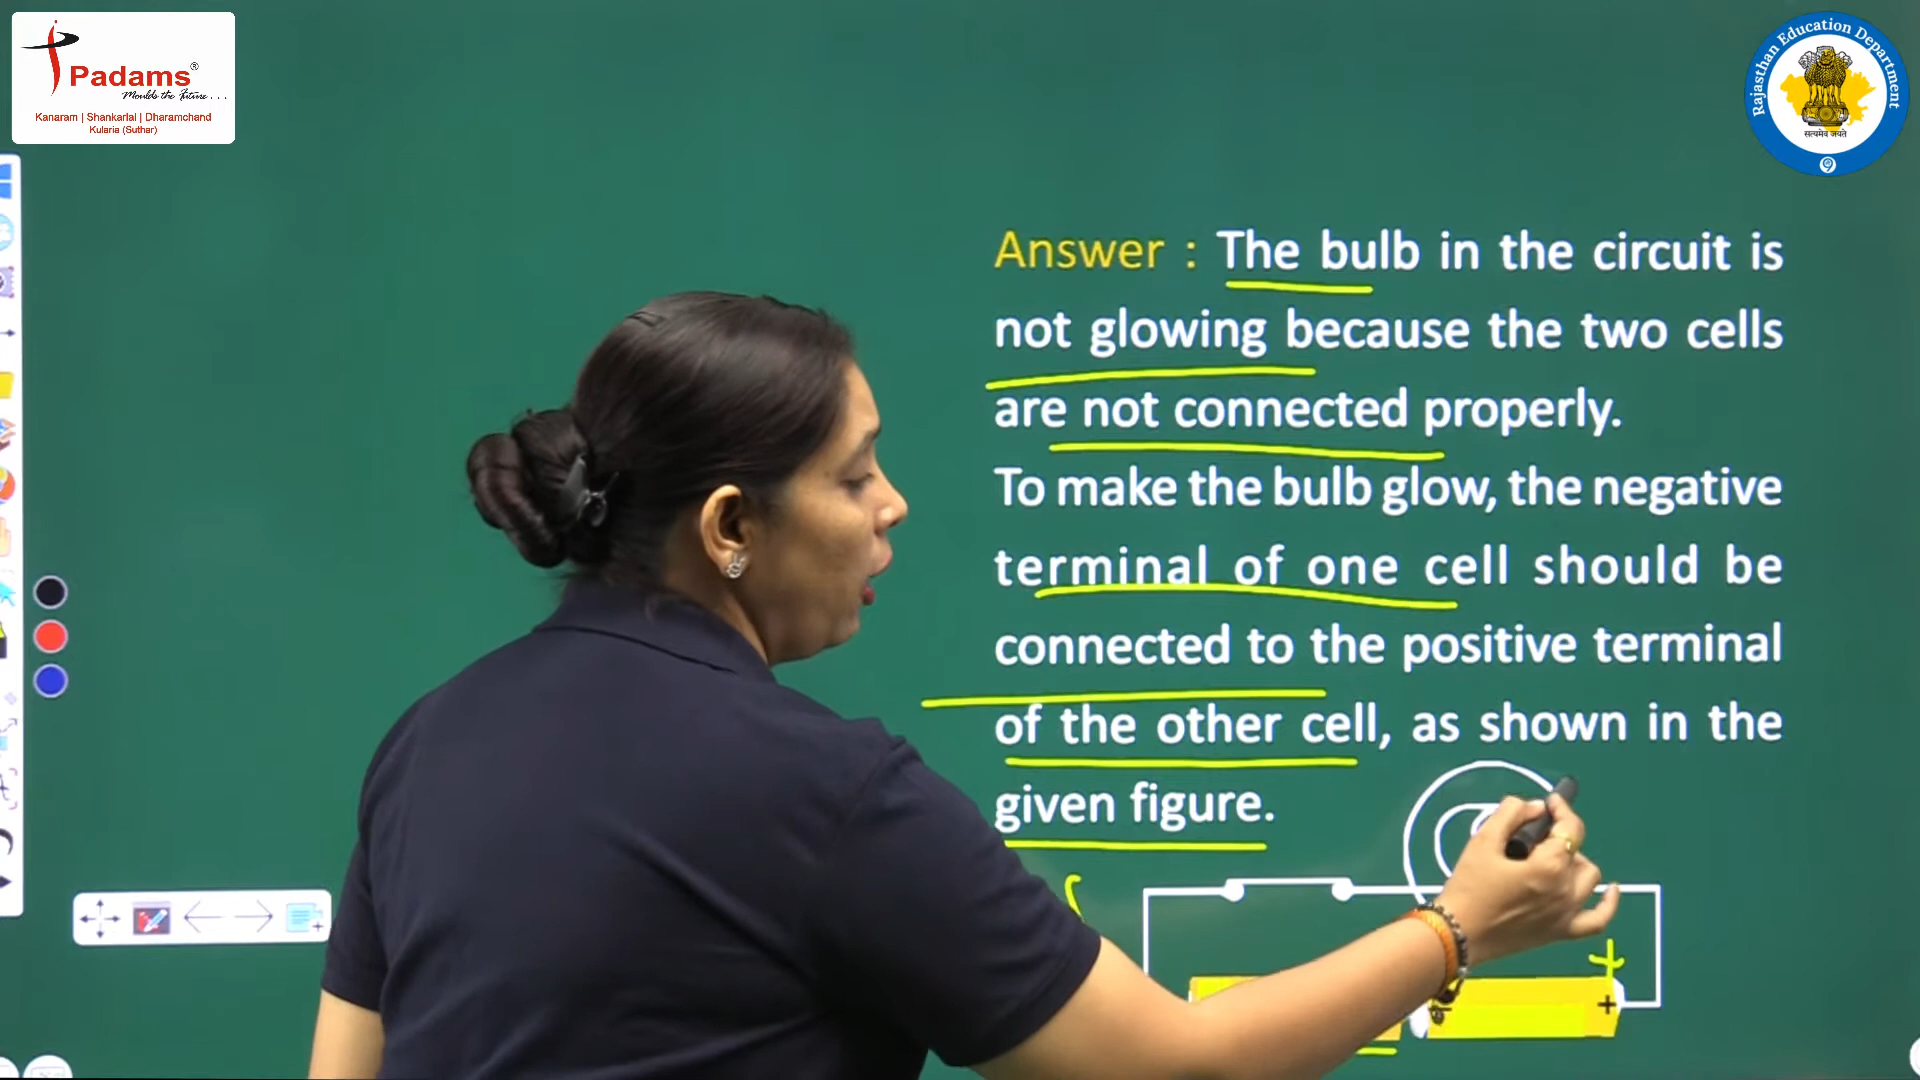 Padams®
Moulds the Future...
Kanaram | Shankarlal | Dharamchand
Kularia (Suthar)
Rajasthan Education Department
सत्यमेव जयते
Answer : The bulb in the circuit is
not glowing because the two cells
are not connected properly.
To make the bulb glow, the negative
terminal of one cell should be
connected to the positive terminal
of the other cell, as shown in the
given figure.
+
+